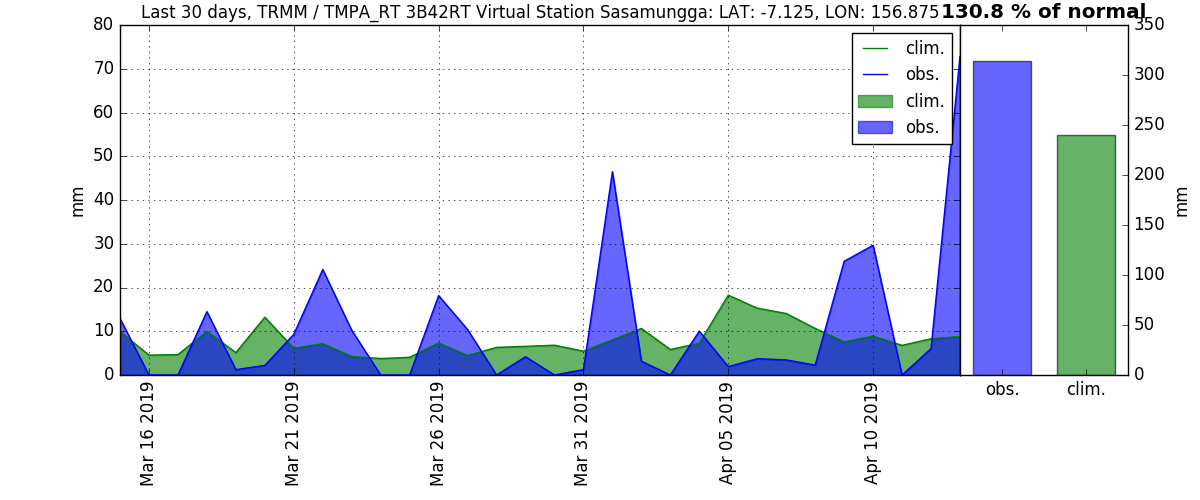 Last 30 days, TRMM / TMPA_RT 3B42RT Virtual Station Sasamungga: LAT: -7.125, LON: 156.875
130.8 % of normal
80
70
60
50
40
30
20
10
0
mm
clim.
obs.
clim.
obs.
Mar 16 2019
Mar 21 2019
Mar 26 2019
Mar 31 2019
Apr 05 2019
Apr 10 2019
350
300
250
200
150
100
50
0
mm
obs.
clim.